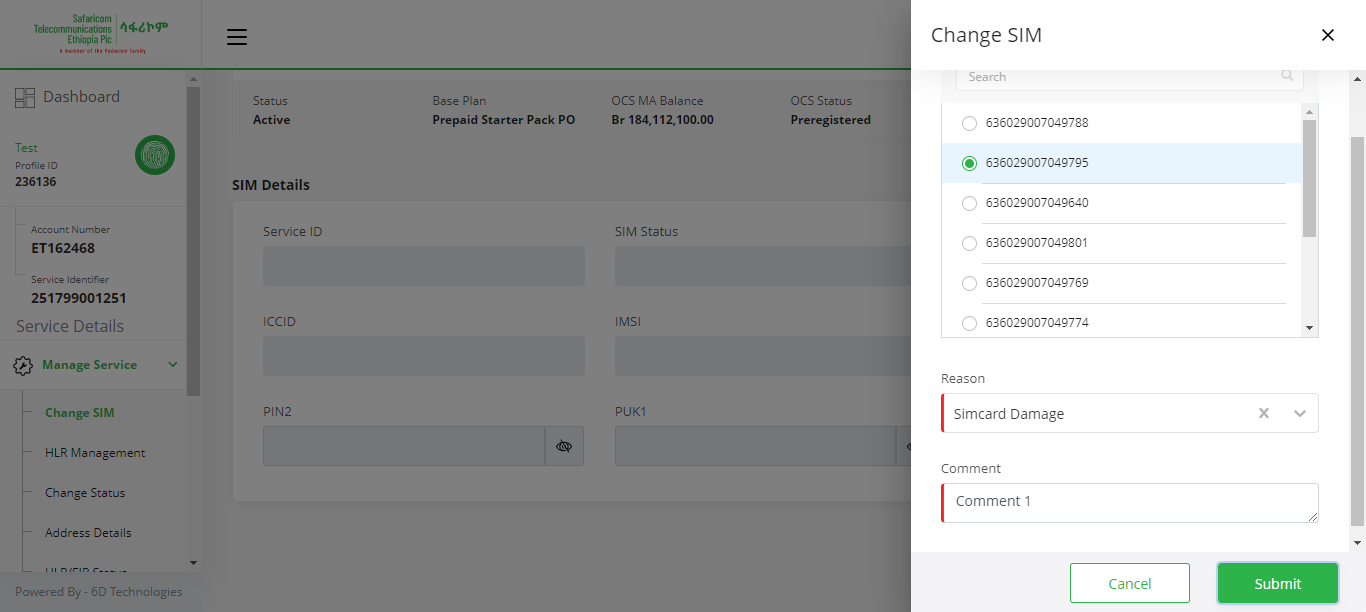 Safaricom
Telecommunications
Ethiopia Plc
ሳፋሪኮም
A member of the Vodacom family
Dashboard
Test
Profile ID
236136
Account Number
ET162468
Service Identifier
251799001251
Service Details
Manage Service
Change SIM
HLR Management
Change Status
Address Details
HLR/EIR Status
Powered By - 6D Technologies
Status
Active
Base Plan
Prepaid Starter Pack PO
OCS MA Balance
Br 184,112,100.00
OCS Status
Preregistered
SIM Details
Service ID
SIM Status
ICCID
IMSI
PIN2
PUK1
Change SIM
Search
636029007049788
636029007049795
636029007049640
636029007049801
636029007049769
636029007049774
Reason
Simcard Damage
Comment
Comment 1
Cancel
Submit